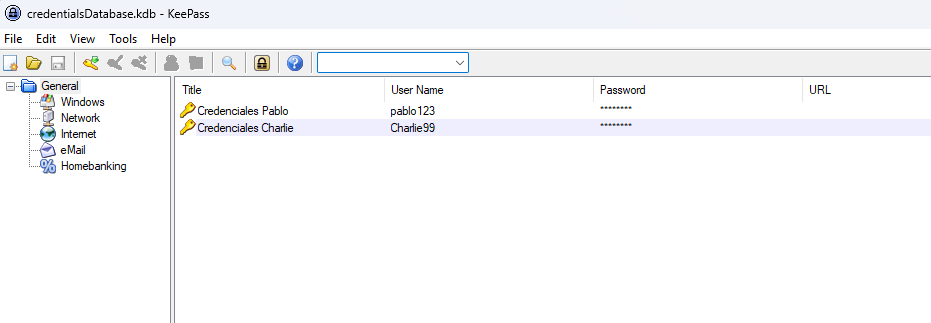 credentialsDatabase.kdb - KeePass
File Edit View Tools Help
General
Windows
Network
Internet
eMail
Homebanking
Title User Name Password URL
Credenciales Pablo pablo123 ********
Credenciales Charlie Charlie99 ********